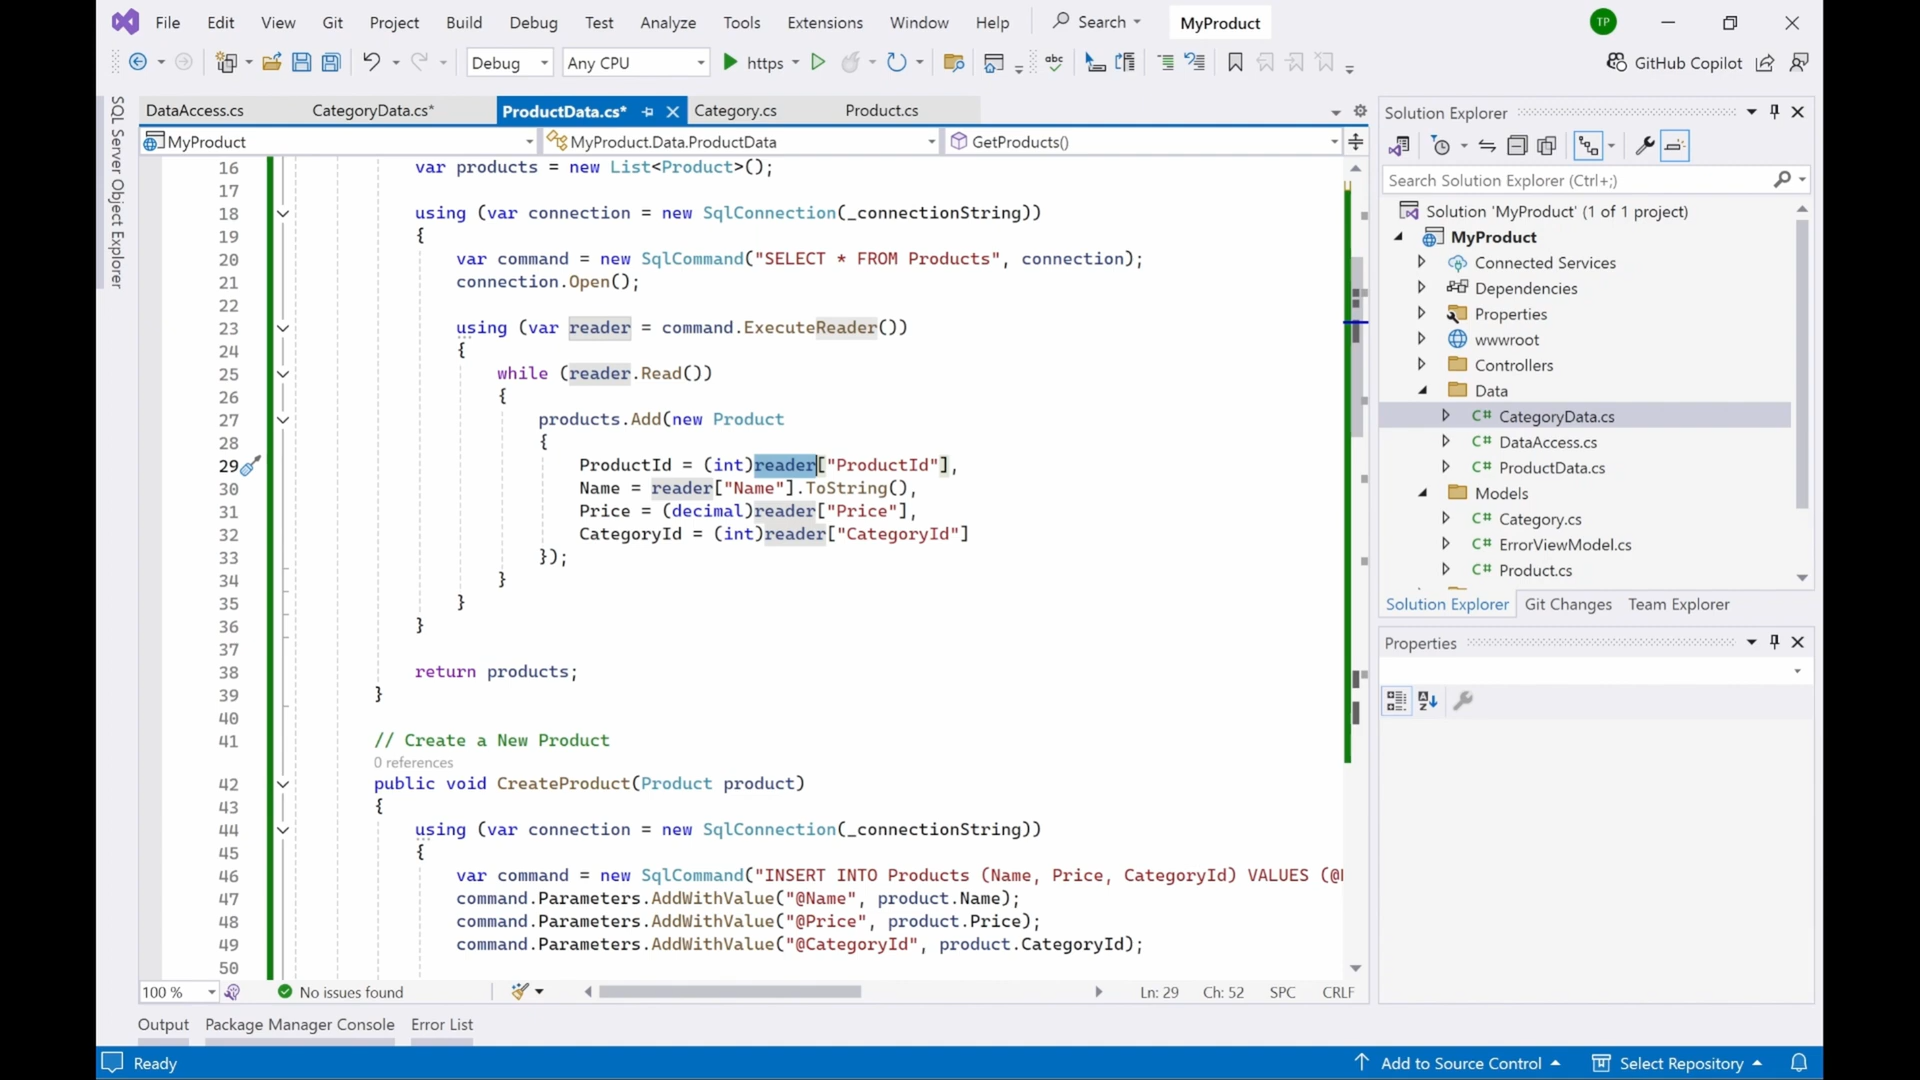 File Edit View Git Project Build Debug Test Analyze Tools Extensions Window Help Search MyProduct TP
Debug Any CPU https abc GitHub Copilot
SQL Server Object Explorer
DataAccess.cs CategoryData.cs* ProductData.cs* Category.cs Product.cs
MyProduct MyProduct.Data.ProductData GetProducts()
16 var products = new List<Product>();
17
18 using (var connection = new SqlConnection(_connectionString))
19 {
20 var command = new SqlCommand("SELECT * FROM Products", connection);
21 connection.Open();
22
23 using (var reader = command.ExecuteReader())
24 {
25 while (reader.Read())
26 {
27 products.Add(new Product
28 {
29 ProductId = (int)reader["ProductId"],
30 Name = reader["Name"].ToString(),
31 Price = (decimal)reader["Price"],
32 CategoryId = (int)reader["CategoryId"]
33 });
34 }
35 }
36 }
37
38 return products;
39 }
40
41 // Create a New Product
0 references
42 public void CreateProduct(Product product)
43 {
44 using (var connection = new SqlConnection(_connectionString))
45 {
46 var command = new SqlCommand("INSERT INTO Products (Name, Price, CategoryId) VALUES (@
47 command.Parameters.AddWithValue("@Name", product.Name);
48 command.Parameters.AddWithValue("@Price", product.Price);
49 command.Parameters.AddWithValue("@CategoryId", product.CategoryId);
50
100 % No issues found Ln: 29 Ch: 52 SPC CRLF
Output Package Manager Console Error List
Solution Explorer
Search Solution Explorer (Ctrl+;)
Solution 'MyProduct' (1 of 1 project)
MyProduct
Connected Services
Dependencies
Properties
wwwroot
Controllers
Data
C# CategoryData.cs
C# DataAccess.cs
C# ProductData.cs
Models
C# Category.cs
C# ErrorViewModel.cs
C# Product.cs
Solution Explorer Git Changes Team Explorer
Properties
Ready Add to Source Control Select Repository